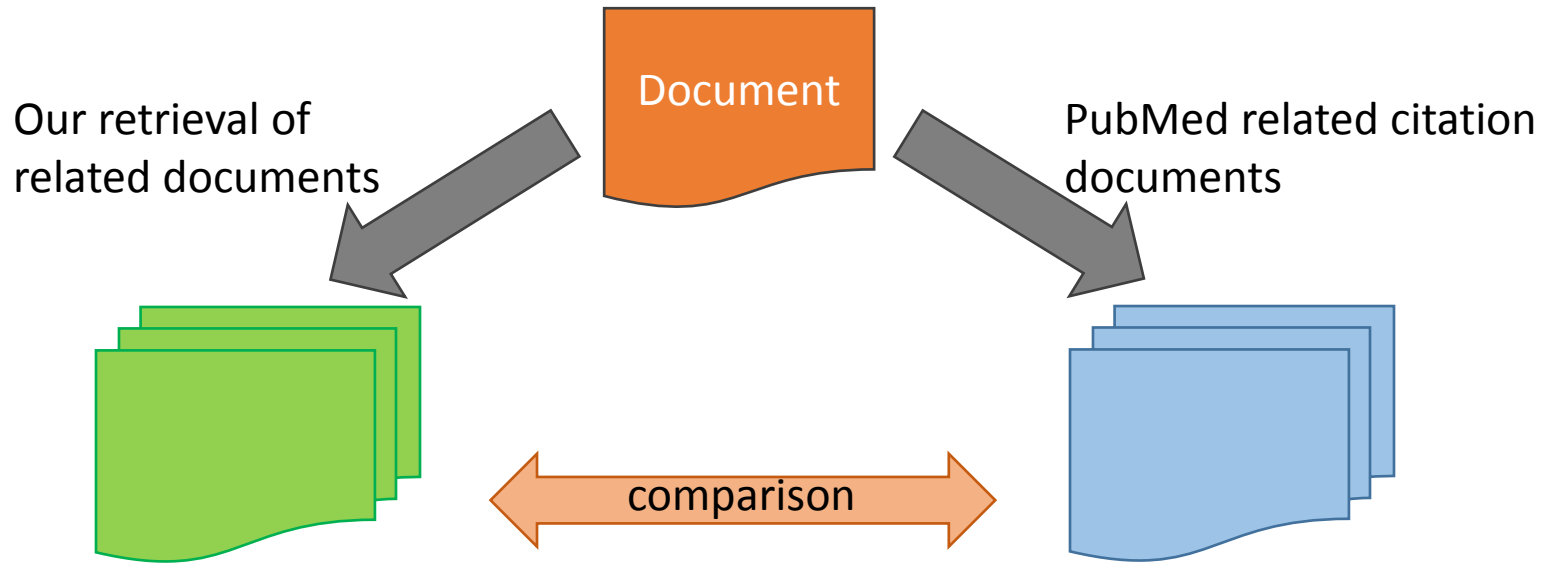 Document
Our retrieval of
related documents
PubMed related citation
documents
comparison